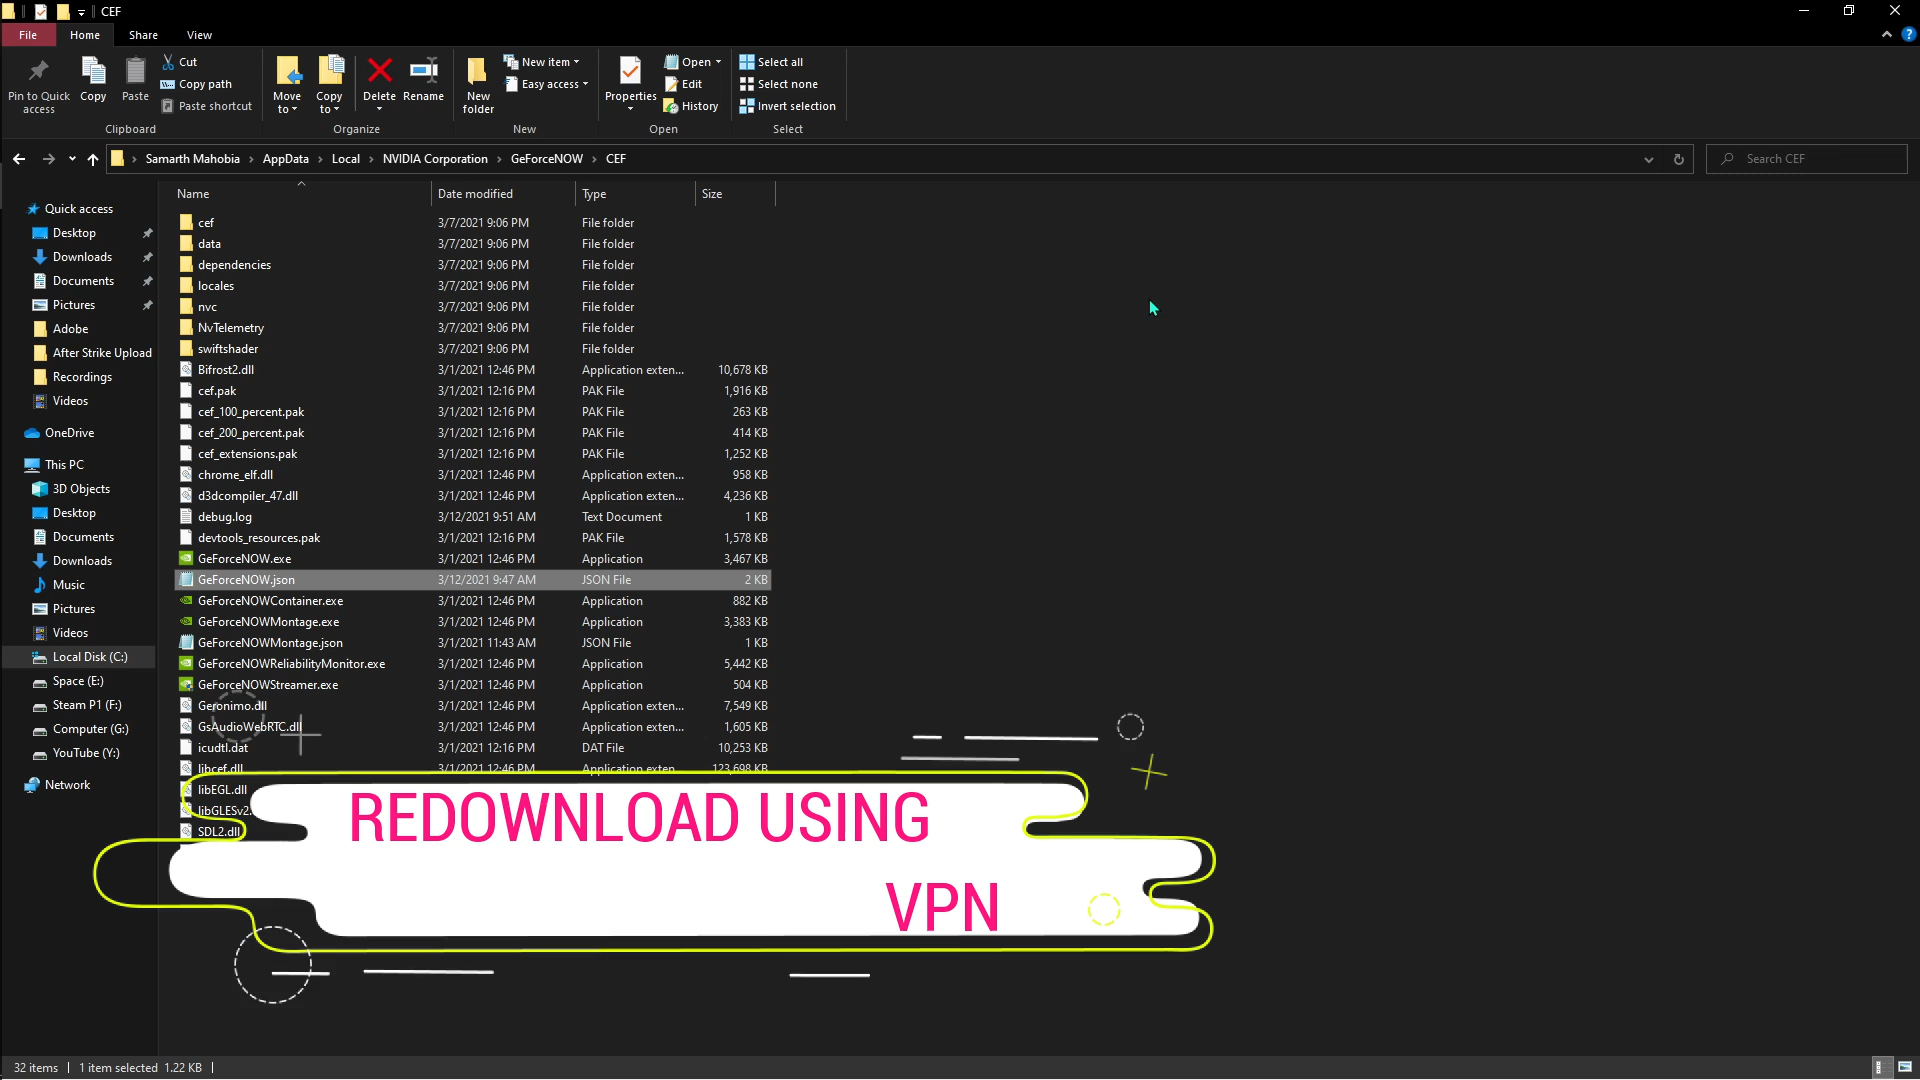 CEF
File Home Share View
Pin to Quick access
Copy
Paste
Cut
Copy path
Paste shortcut
Clipboard
Move to
Copy to
Delete
Rename
Organize
New folder
New item
Easy access
New
Properties
Open
Edit
History
Open
Select all
Select none
Invert selection
Select
Samarth Mahobia > AppData > Local > NVIDIA Corporation > GeForceNOW > CEF
Search CEF
Quick access
Desktop
Downloads
Documents
Pictures
Adobe
After Strike Upload
Recordings
Videos
OneDrive
This PC
3D Objects
Desktop
Documents
Downloads
Music
Pictures
Videos
Local Disk (C:)
Space (E:)
Steam P1 (F:)
Computer (G:)
YouTube (Y:)
Network
Name Date modified Type Size
cef 3/7/2021 9:06 PM File folder
data 3/7/2021 9:06 PM File folder
dependencies 3/7/2021 9:06 PM File folder
locales 3/7/2021 9:06 PM File folder
nvc 3/7/2021 9:06 PM File folder
NvTelemetry 3/7/2021 9:06 PM File folder
swiftshader 3/7/2021 9:06 PM File folder
Bifrost2.dll 3/1/2021 12:46 PM Application exten... 10,678 KB
cef.pak 3/1/2021 12:16 PM PAK File 1,916 KB
cef_100_percent.pak 3/1/2021 12:16 PM PAK File 263 KB
cef_200_percent.pak 3/1/2021 12:16 PM PAK File 414 KB
cef_extensions.pak 3/1/2021 12:16 PM PAK File 1,252 KB
chrome_elf.dll 3/1/2021 12:46 PM Application exten... 958 KB
d3dcompiler_47.dll 3/1/2021 12:46 PM Application exten... 4,236 KB
debug.log 3/12/2021 9:51 AM Text Document 1 KB
devtools_resources.pak 3/1/2021 12:16 PM PAK File 1,578 KB
GeForceNOW.exe 3/1/2021 12:46 PM Application 3,467 KB
GeForceNOW.json 3/12/2021 9:47 AM JSON File 2 KB
GeForceNOWContainer.exe 3/1/2021 12:46 PM Application 882 KB
GeForceNOWMontage.exe 3/1/2021 12:46 PM Application 3,383 KB
GeForceNOWMontage.json 3/1/2021 11:43 AM JSON File 1 KB
GeForceNOWReliabilityMonitor.exe 3/1/2021 12:46 PM Application 5,442 KB
GeForceNOWStreamer.exe 3/1/2021 12:46 PM Application 504 KB
Geronimo.dll 3/1/2021 12:46 PM Application exten... 7,549 KB
GsAudioWebRTC.dll 3/1/2021 12:46 PM Application exten... 1,605 KB
icudtl.dat 3/1/2021 12:16 PM DAT File 10,253 KB
libcef.dll 3/1/2021 12:46 PM Application exten... 123,698 KB
libEGL.dll
libGLESv2.
SDL2.dll
REDOWNLOAD USING
VPN
32 items 1 item selected 1.22 KB